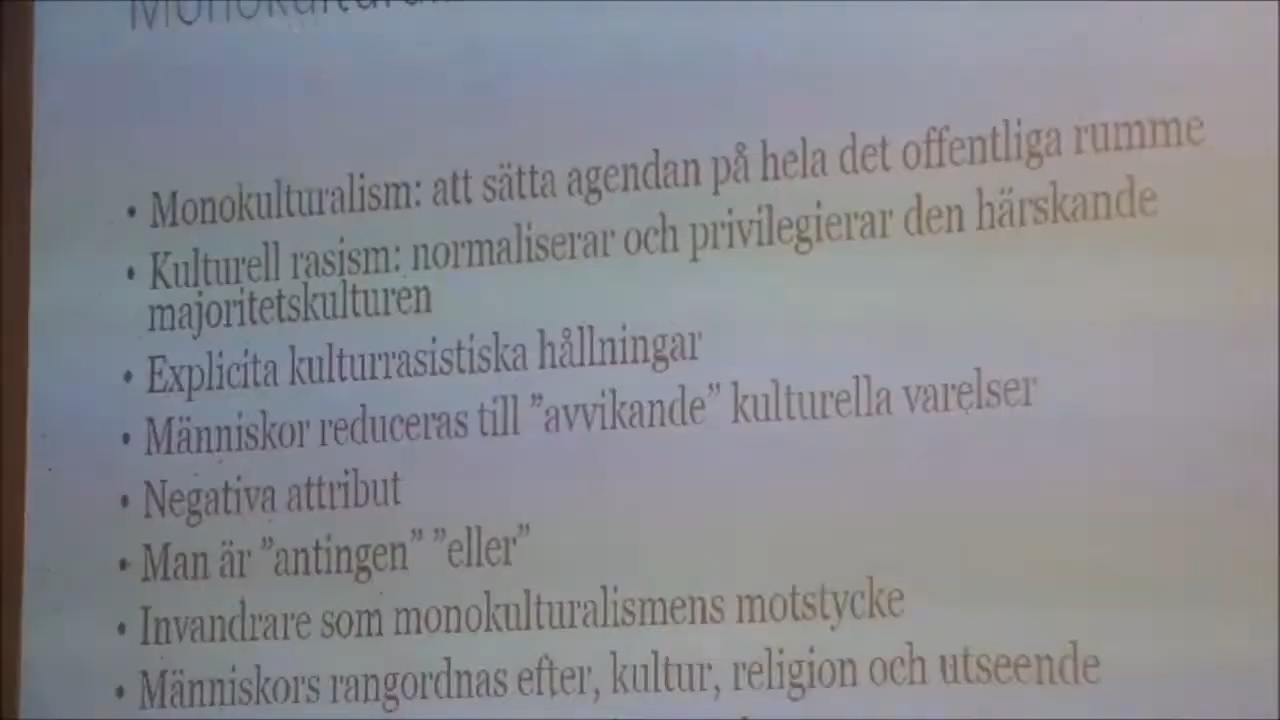 • Monokulturalism: att sätta agendan på hela det offentliga rumme
• Kulturell rasism: normaliserar och privilegierar den härskande
majoritetskulturen
• Explicita kulturrasistiska hållningar
• Människor reduceras till ”avvikande” kulturella varelser
• Negativa attribut
• Man är ”antingen” ”eller”
• Invandrare som monokulturalismens motstycke
• Människors rangordnas efter, kultur, religion och utseende